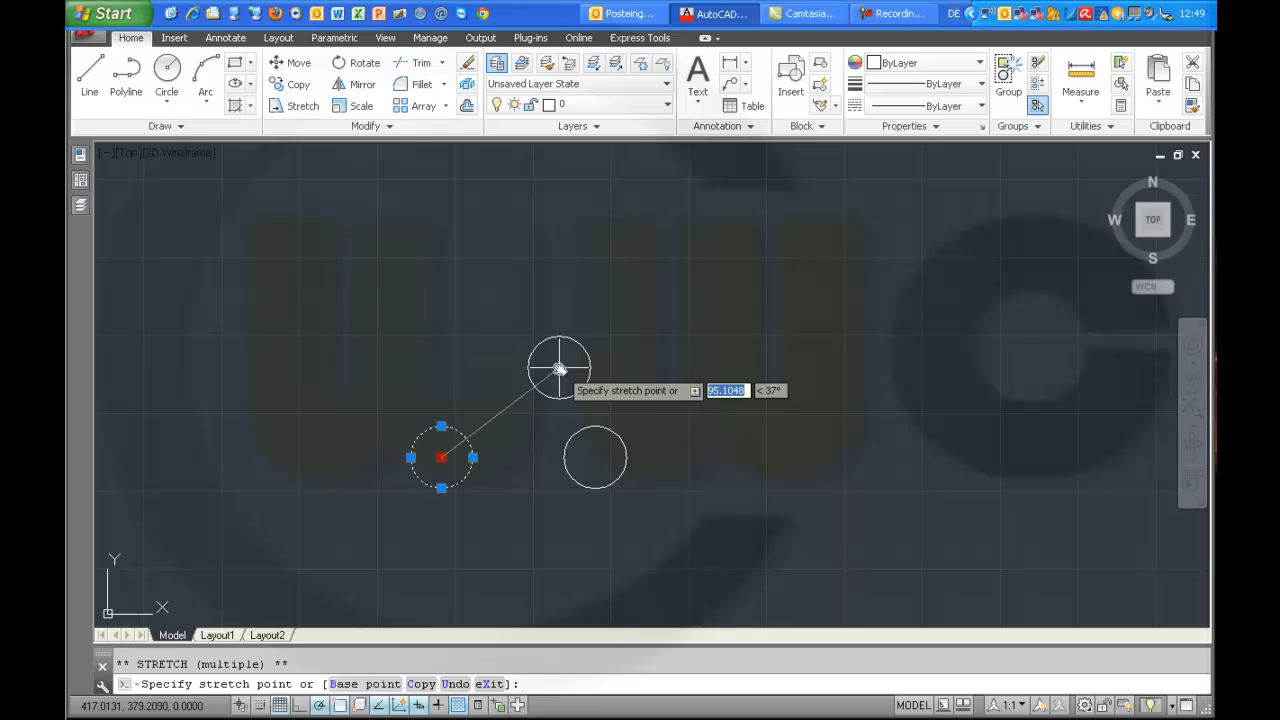 Start Posteing... AutoCAD... Camtasia... Recordin... DE 12:49
Home Insert Annotate Layout Parametric View Manage Output Plug-ins Online Express Tools
Line Polyline Circle Arc
Move Rotate Trim
Copy Mirror Fillet
Stretch Scale Array
Unsaved Layer State
0
Text Table
Insert
ByLayer
ByLayer
ByLayer
Group Measure Paste
Draw Modify Layers Annotation Block Properties Groups Utilities Clipboard
[−][Top][2D Wireframe]
N
W TOP E
S
WCS
Specify stretch point or 95.1048 < 37°
Y
X
Model Layout1 Layout2
** STRETCH (multiple) **
Specify stretch point or [Base point Copy Undo eXit]:
417.0131, 379.2090, 0.0000 MODEL 1:1